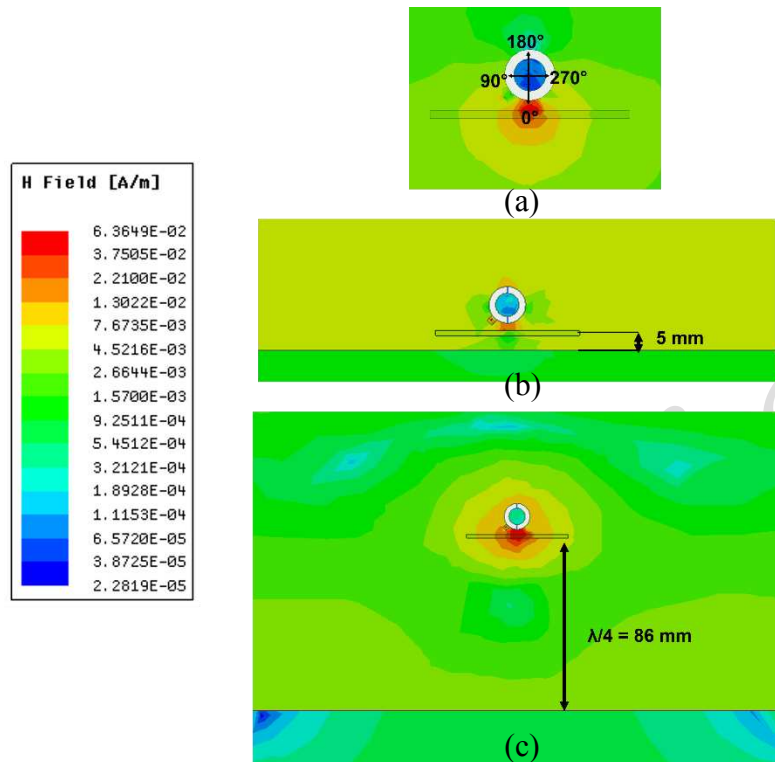 180°
90°
270°
0°
(a)
H Field [A/m]
6.3649E-02
3.7505E-02
2.2100E-02
1.3022E-02
7.6735E-03
4.5216E-03
2.6644E-03
1.5700E-03
9.2511E-04
5.4512E-04
3.2121E-04
1.8928E-04
1.1153E-04
6.5720E-05
3.8725E-05
2.2819E-05
5 mm
(b)
λ/4 = 86 mm
(c)